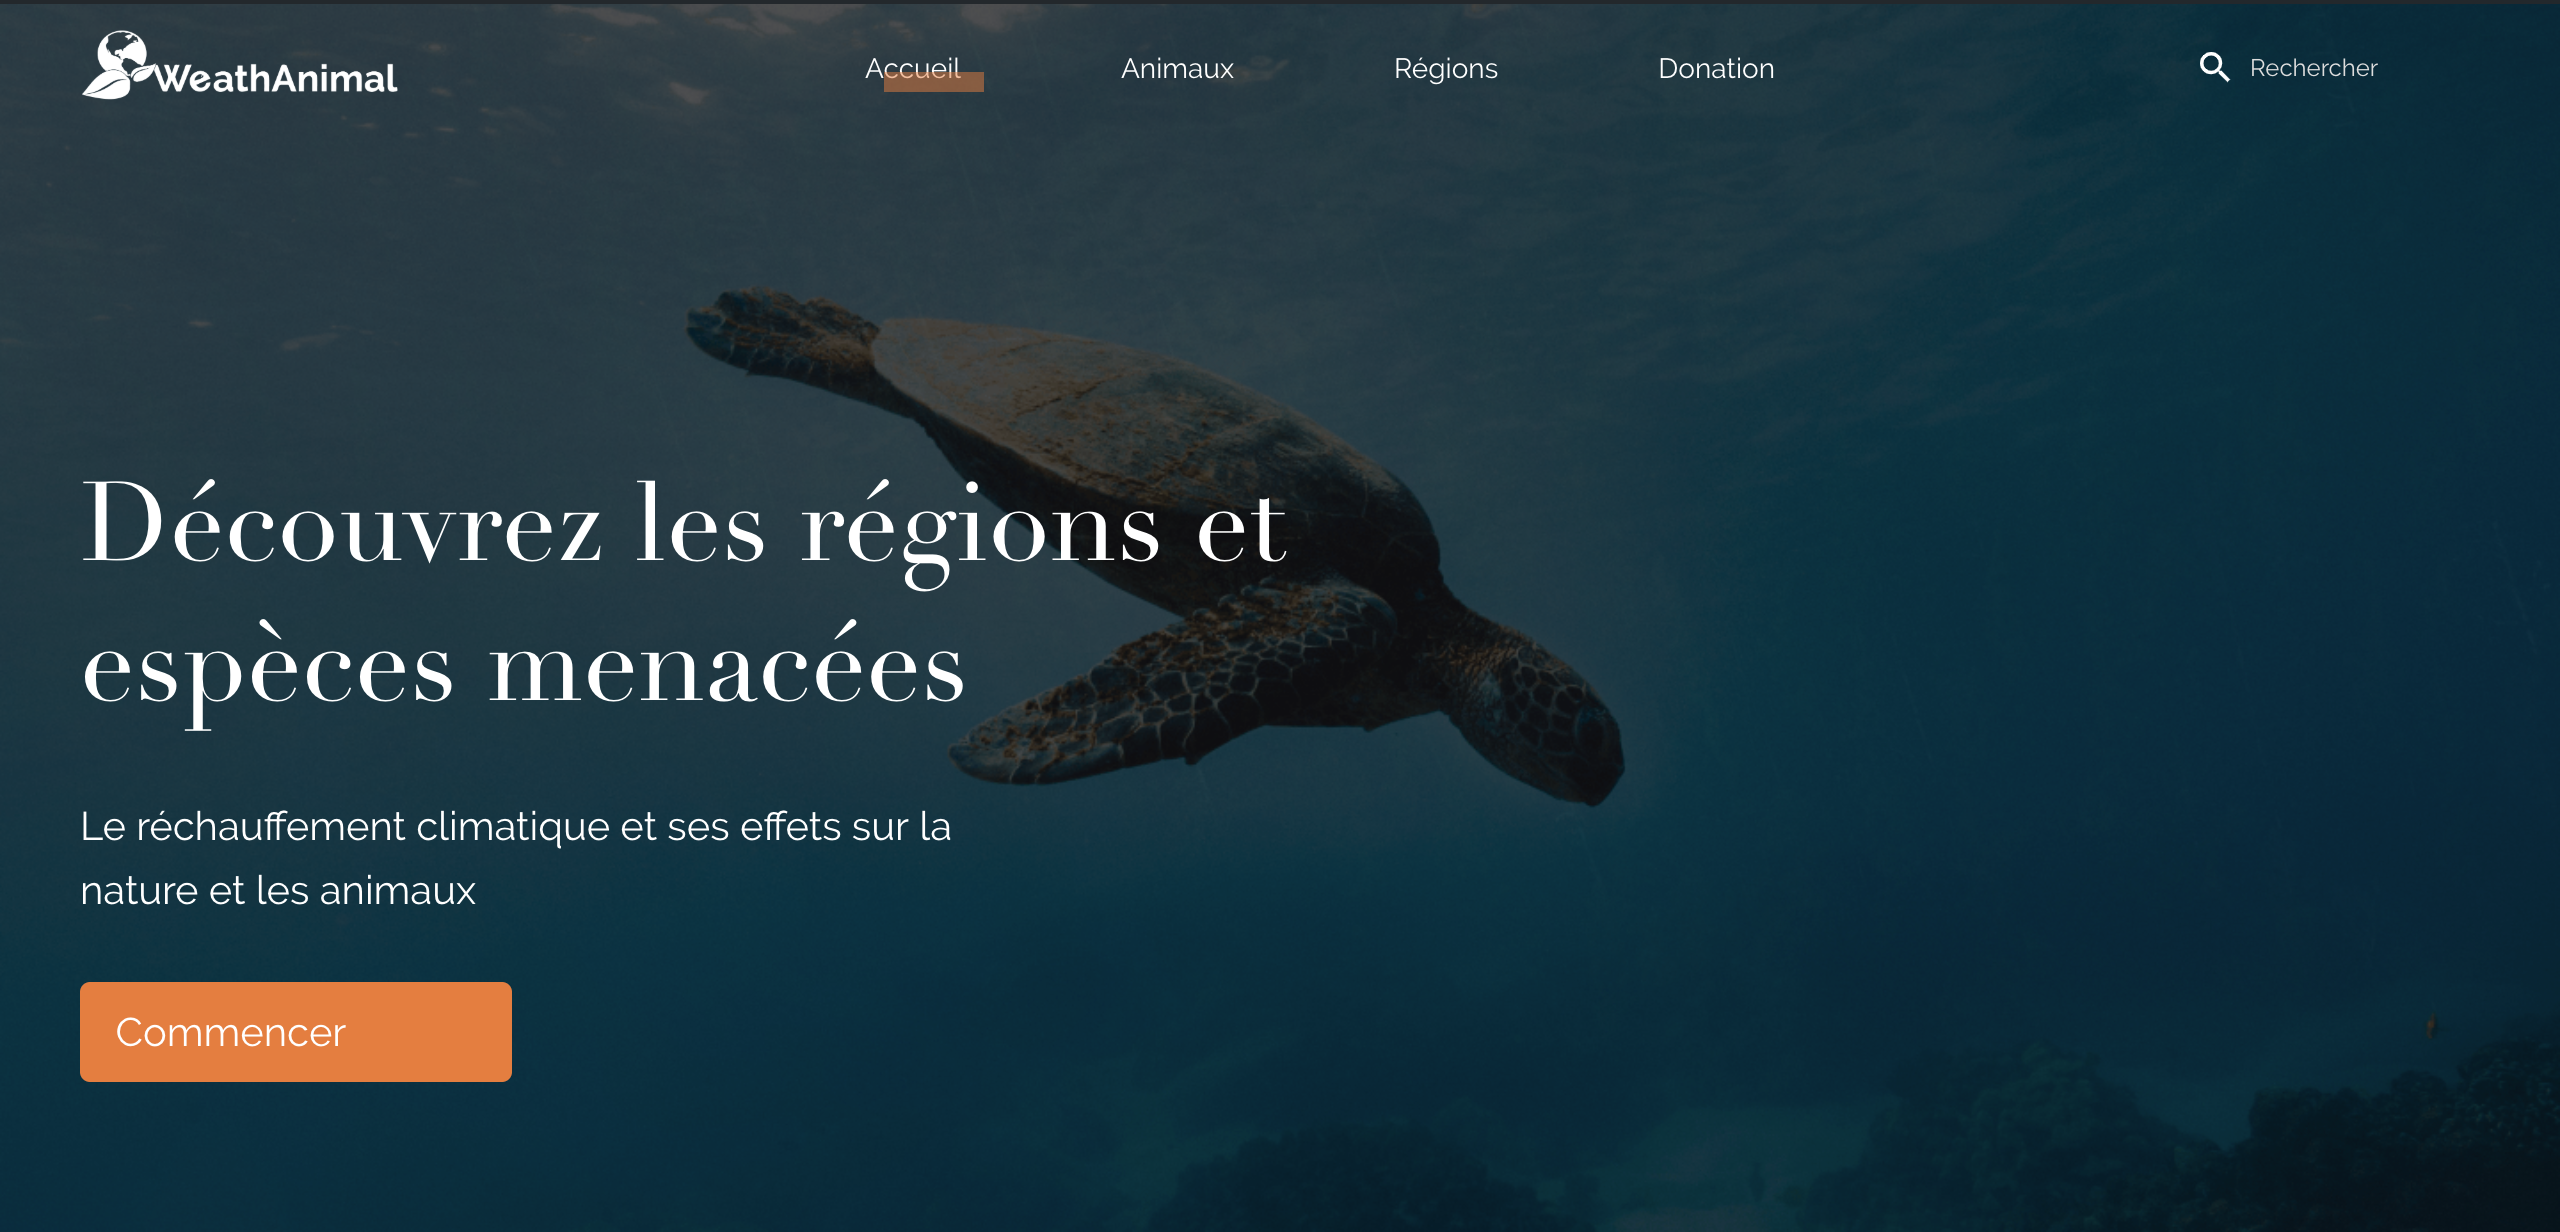 WeathAnimal
Accueil
Animaux
Régions
Donation
Rechercher
Découvrez les régions et
espèces menacées
Le réchauffement climatique et ses effets sur la
nature et les animaux
Commencer